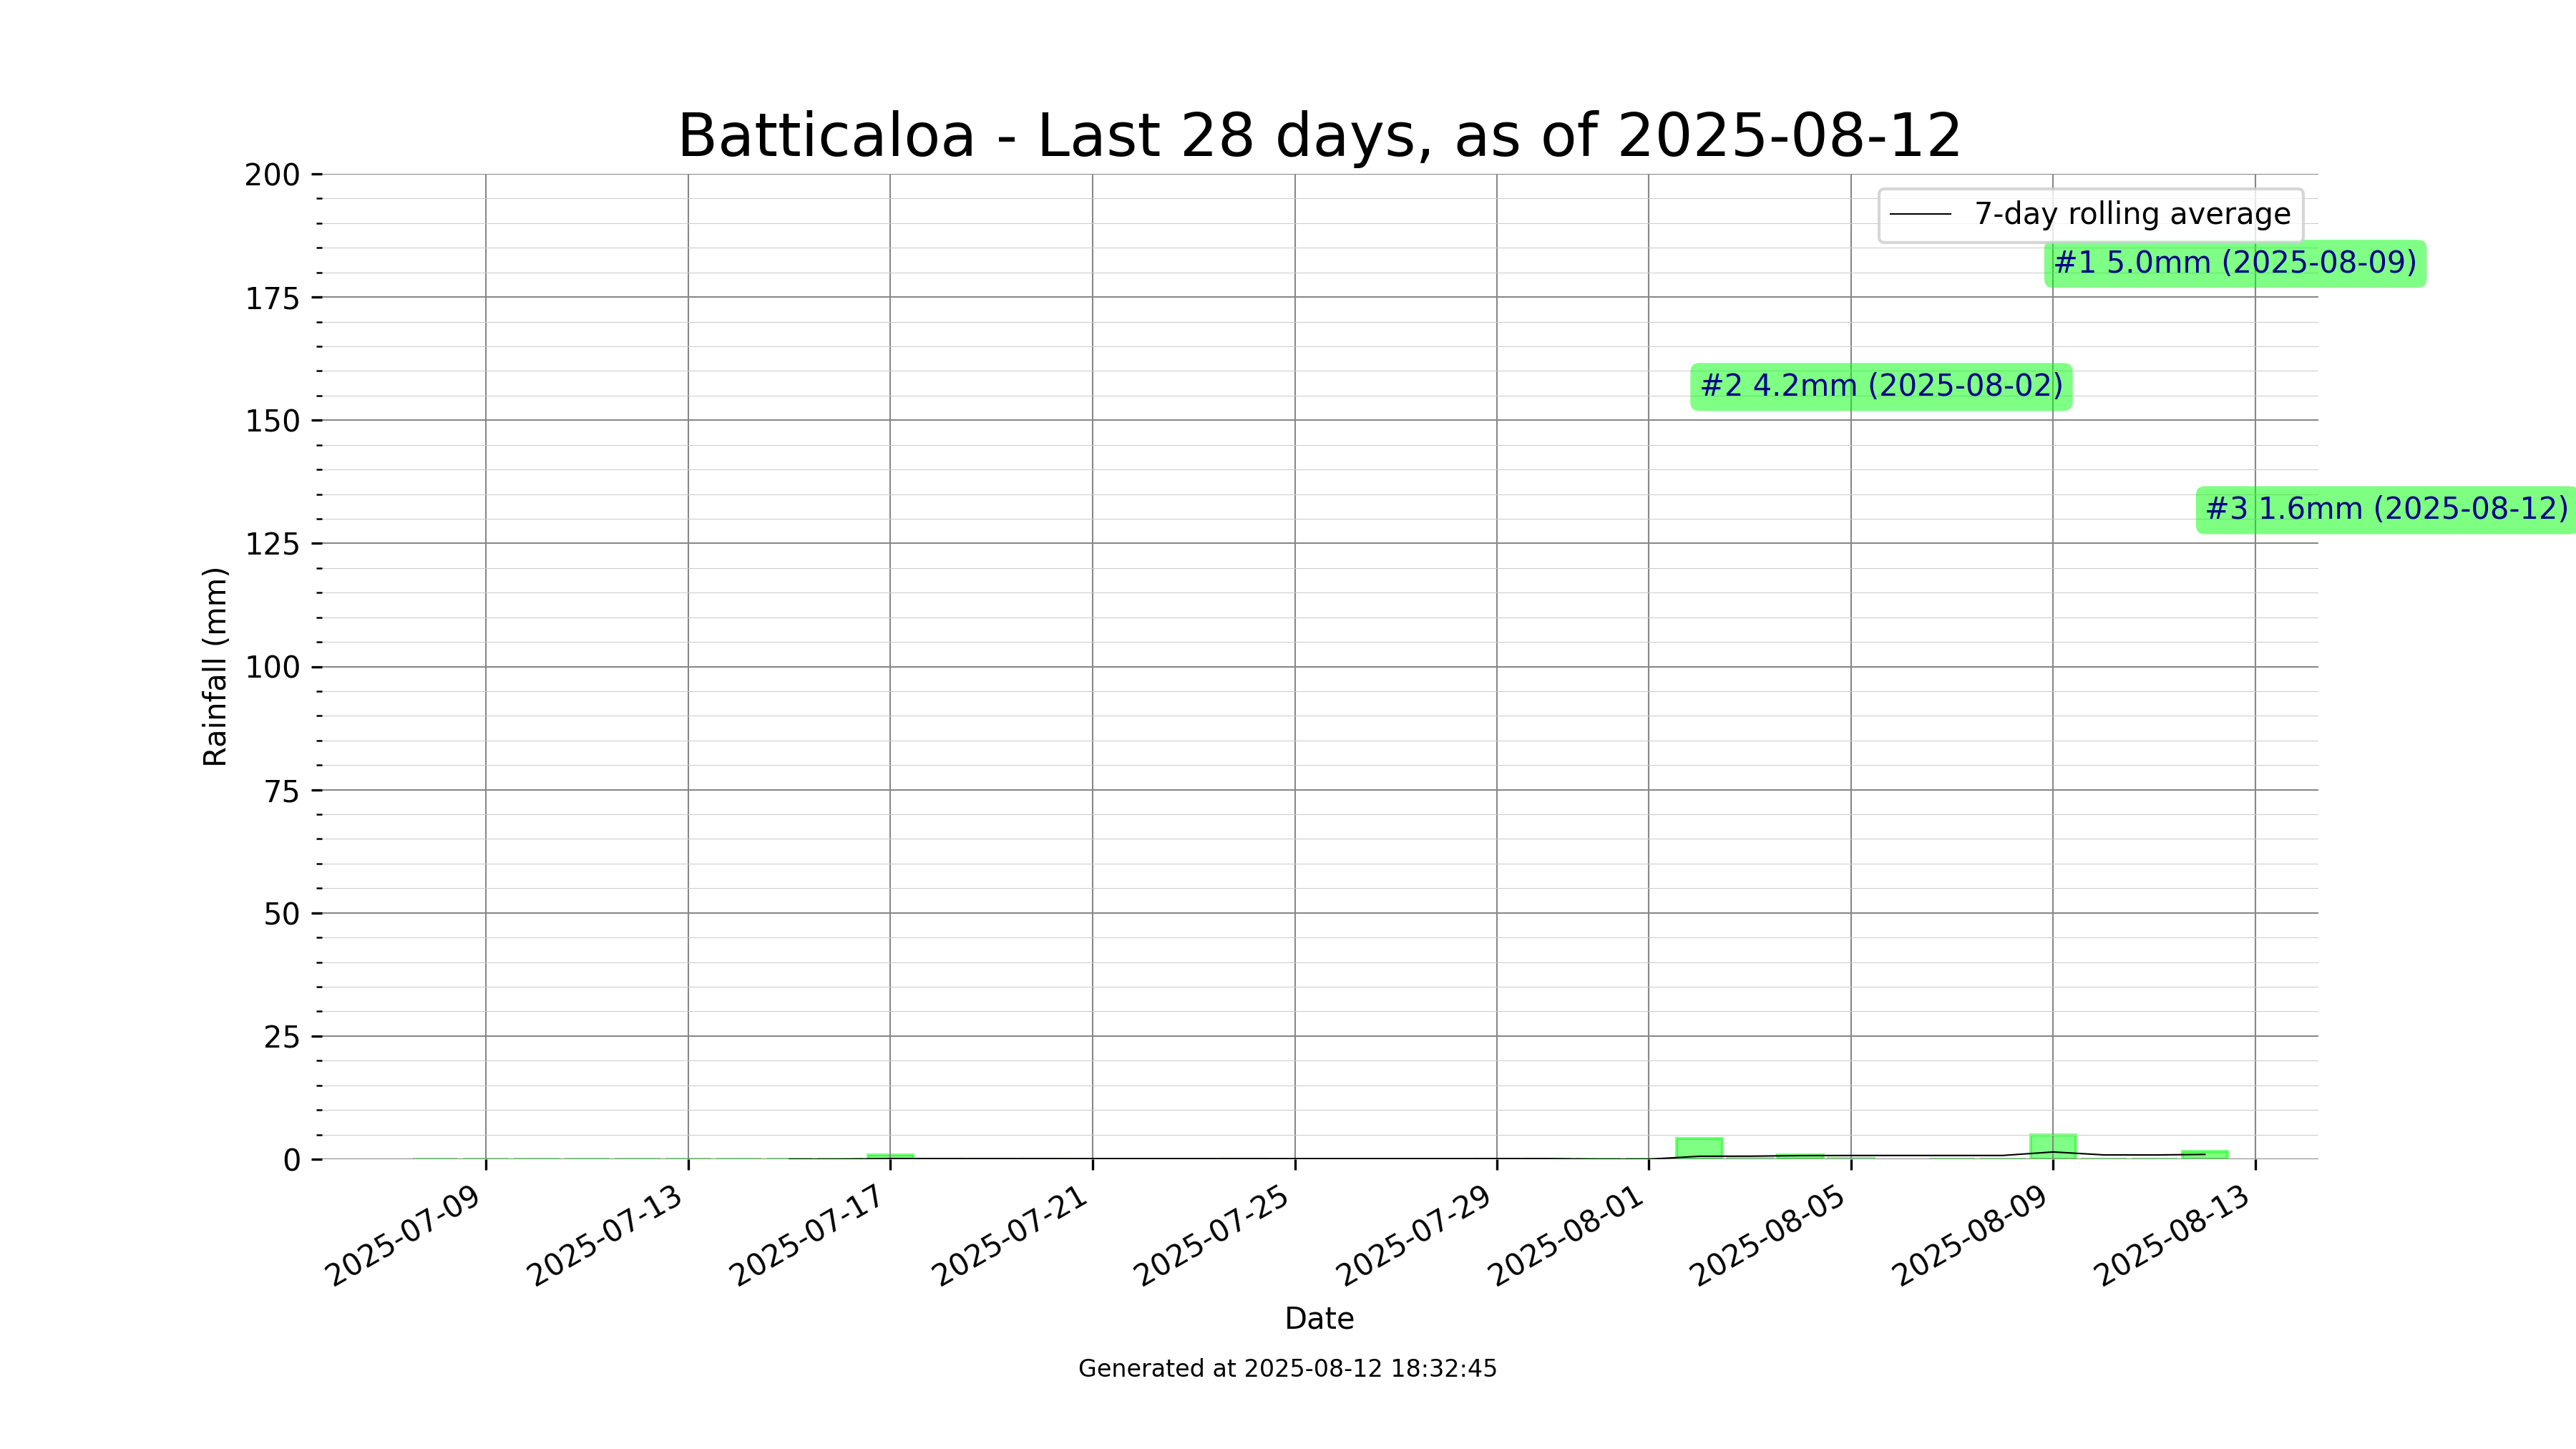 Batticaloa - Last 28 days, as of 2025-08-12
200
175
150
125
100
75
50
25
0
Rainfall (mm)
7-day rolling average
#1 5.0mm (2025-08-09)
#2 4.2mm (2025-08-02)
#3 1.6mm (2025-08-12)
2025-07-09
2025-07-13
2025-07-17
2025-07-21
2025-07-25
2025-07-29
2025-08-01
2025-08-05
2025-08-09
2025-08-13
Date
Generated at 2025-08-12 18:32:45